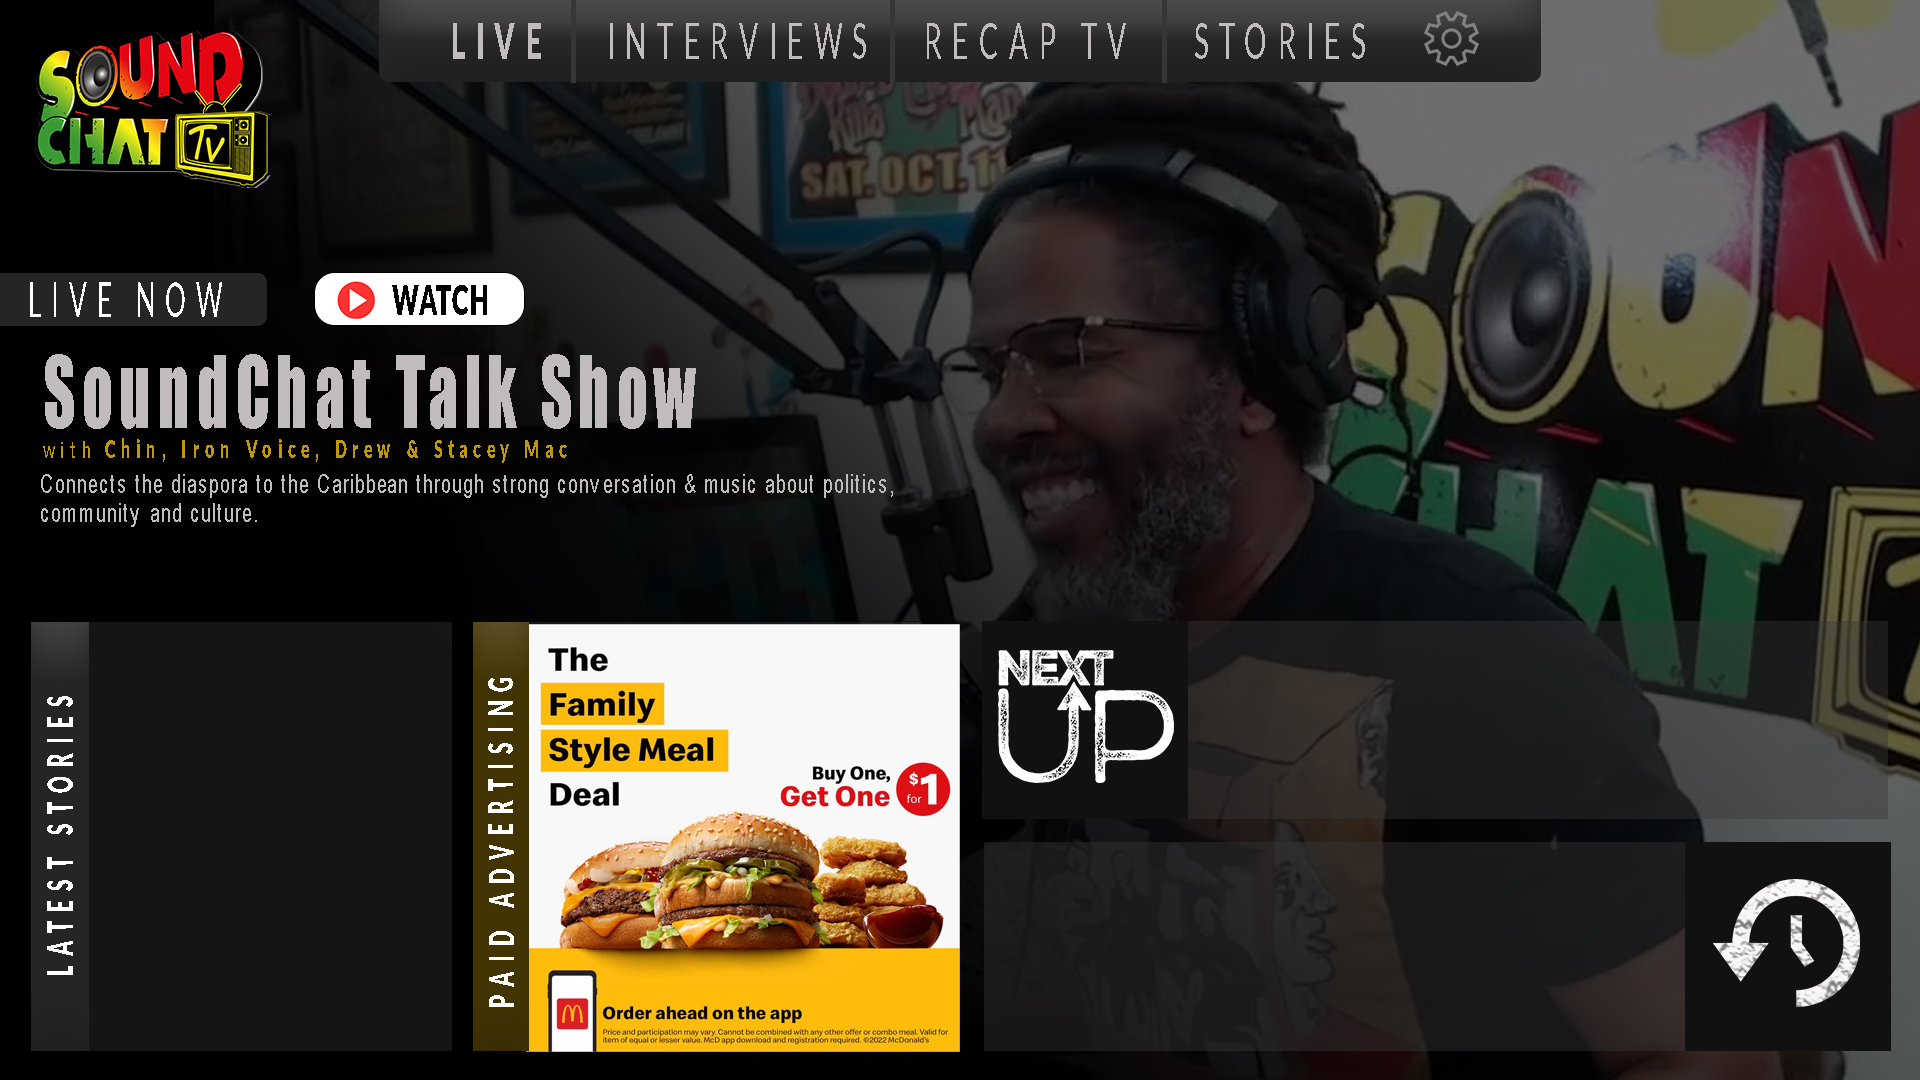 SOUND
CHAT TV
LIVE
INTERVIEWS
RECAP TV
STORIES
SAT. OCT. 11
SOUN
CHAT
LIVE NOW
WATCH
SoundChat Talk Show
with Chin, Iron Voice, Drew & Stacey Mac
Connects the diaspora to the Caribbean through strong conversation & music about politics,
community and culture.
LATEST STORIES
PAID ADVERTISING
The
Family
Style Meal
Deal
Buy One,
Get One
$1
for
Order ahead on the app
Price and participation may vary. Cannot be combined with any other offer or combo meal. Valid for
item of equal or lesser value. McD app download and registration required. ©2022 McDonald's
NEXT
UP